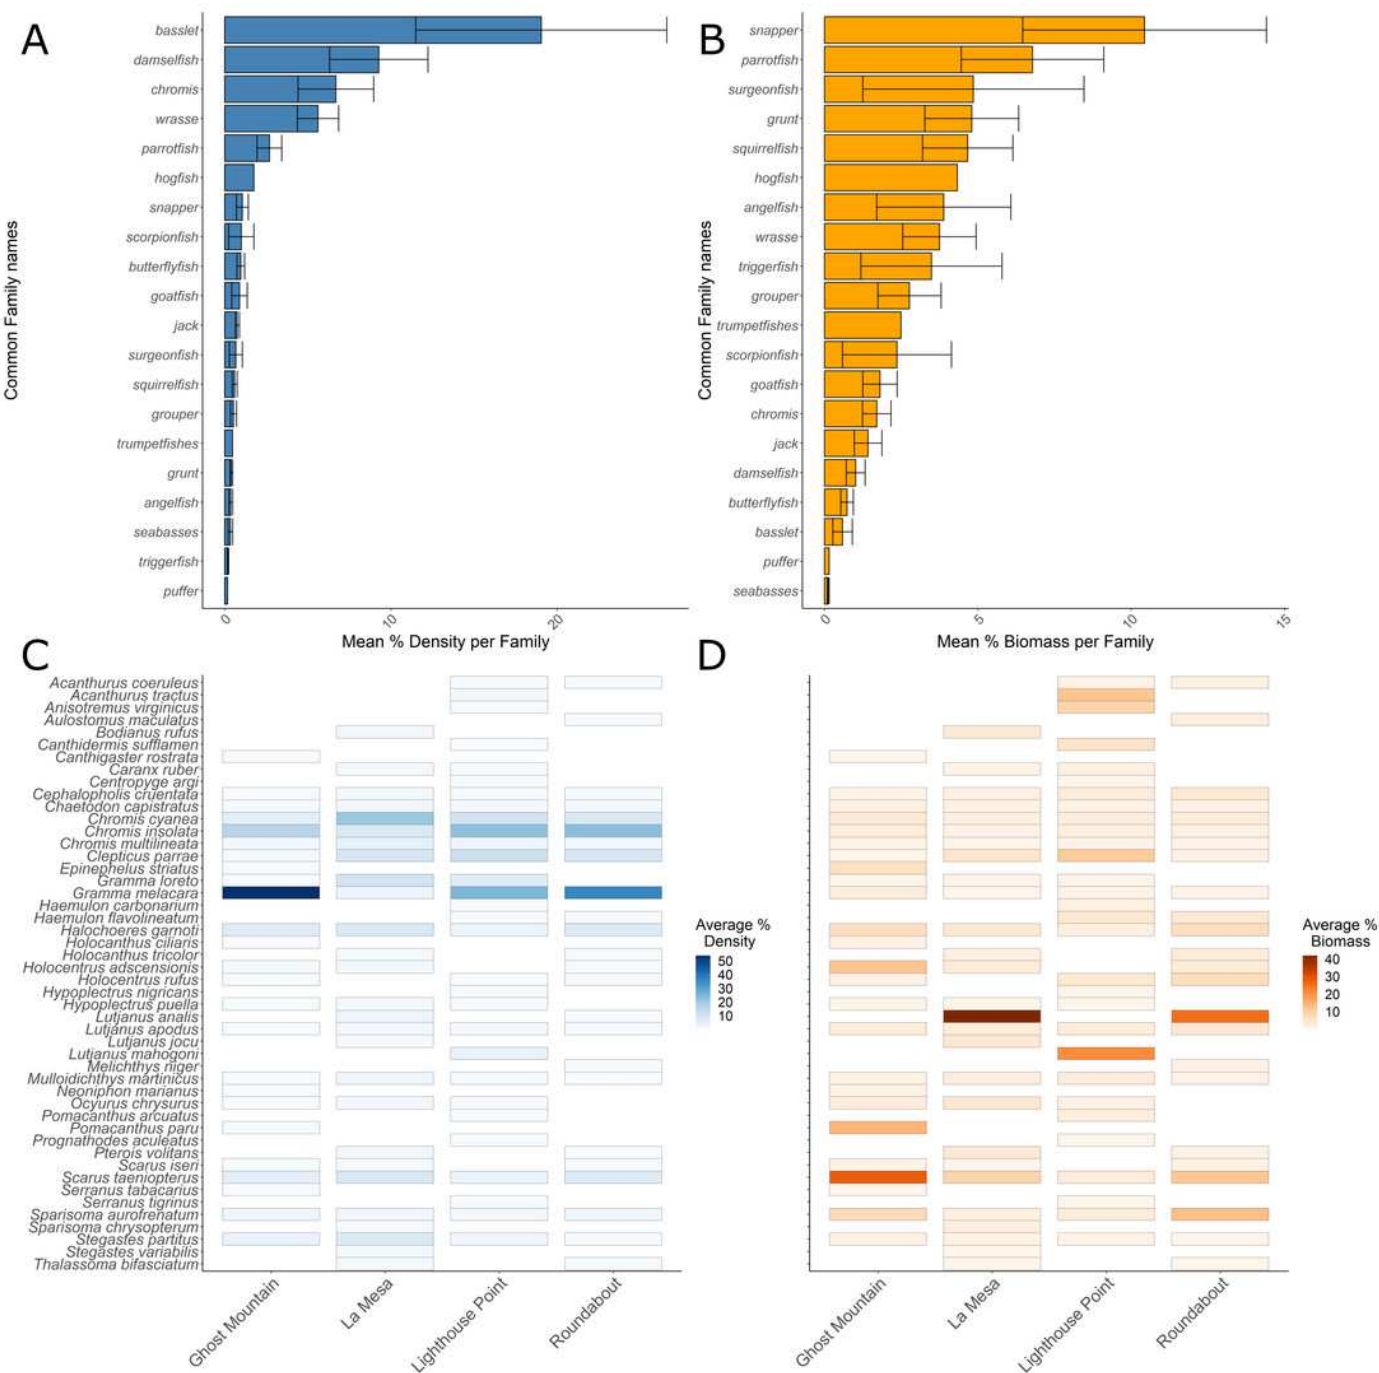 A
basslet
damselfish
chromis
wrasse
parrotfish
hogfish
snapper
scorpionfish
butterflyfish
goatfish
jack
surgeonfish
squirrelfish
grouper
trumpetfishes
grunt
angelfish
seabasses
triggerfish
puffer
Common Family names
0
10
20
Mean % Density per Family
B
snapper
parrotfish
surgeonfish
grunt
squirrelfish
hogfish
angelfish
wrasse
triggerfish
grouper
trumpetfishes
scorpionfish
goatfish
chromis
jack
damselfish
butterflyfish
basslet
puffer
seabasses
Common Family names
0
5
10
15
Mean % Biomass per Family
C
Acanthurus coeruleus
Acanthurus tractus
Anisotremus virginicus
Aulostomus maculatus
Bodianus rufus
Canthidermis sufflamen
Canthigaster rostrata
Caranx ruber
Centropyge argi
Cephalopholis cruentata
Chaetodon capistratus
Chromis cyanea
Chromis insolata
Chromis multilineata
Clepticus parrae
Epinephelus striatus
Gramma loreto
Gramma melacara
Haemulon carbonarium
Haemulon flavolineatum
Halochoeres garnoti
Holocanthus ciliaris
Holocanthus tricolor
Holocentrus adscensionis
Holocentrus rufus
Hypoplectrus nigricans
Hypoplectrus puella
Lutjanus analis
Lutjanus apodus
Lutjanus jocu
Lutjanus mahogoni
Melichthys niger
Mulloidichthys martinicus
Neoniphon marianus
Ocyurus chrysurus
Pomacanthus arcuatus
Pomacanthus paru
Prognathodes aculeatus
Pterois volitans
Scarus iseri
Scarus taeniopterus
Serranus tabacarius
Serranus tigrinus
Sparisoma aurofrenatum
Sparisoma chrysopterum
Stegastes partitus
Stegastes variabilis
Thalassoma bifasciatum
Ghost Mountain
La Mesa
Lighthouse Point
Roundabout
Average %
Density
50
40
30
20
10
D
Ghost Mountain
La Mesa
Lighthouse Point
Roundabout
Average %
Biomass
40
30
20
10